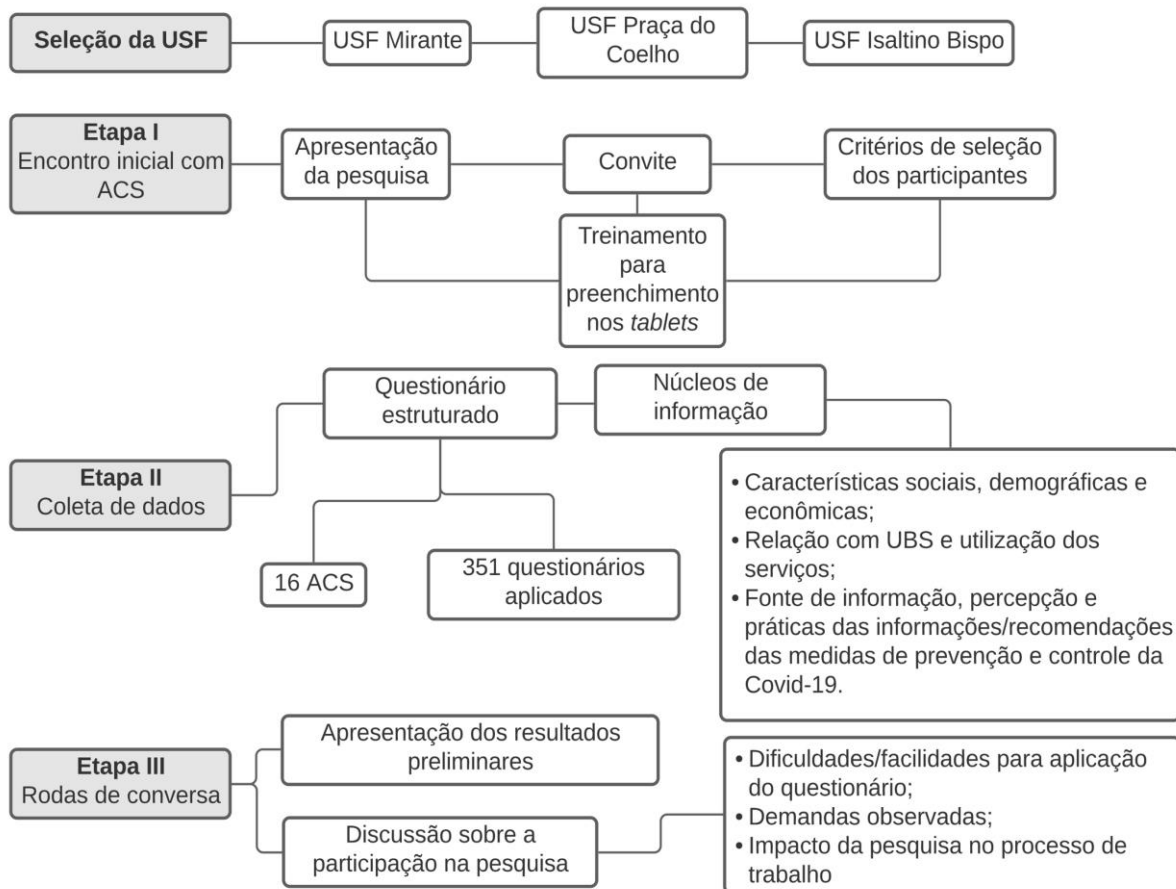 Seleção da USF
USF Mirante
USF Praça do
Coelho
USF Isaltino Bispo
Etapa I
Encontro inicial com
ACS
Apresentação
da pesquisa
Convite
Critérios de seleção
dos participantes
Treinamento
para
preenchimento
nos tablets
Etapa II
Coleta de dados
Questionário
estruturado
Núcleos de
informação
16 ACS
351 questionários
aplicados
• Características sociais, demográficas e
econômicas;
• Relação com UBS e utilização dos
serviços;
• Fonte de informação, percepção e
práticas das informações/recomendações
das medidas de prevenção e controle da
Covid-19.
Etapa III
Rodas de conversa
Apresentação dos resultados
preliminares
Discussão sobre a
participação na pesquisa
• Dificuldades/facilidades para aplicação
do questionário;
• Demandas observadas;
• Impacto da pesquisa no processo de
trabalho